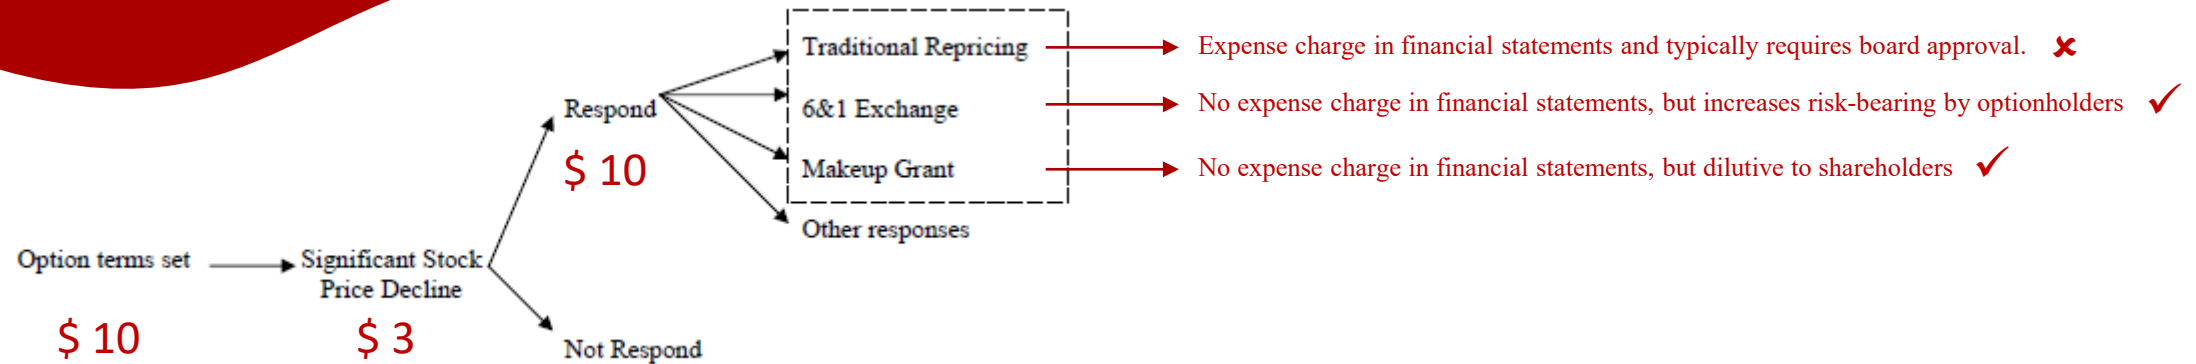 Traditional Repricing
Expense charge in financial statements and typically requires board approval. ✘
6&1 Exchange
No expense charge in financial statements, but increases risk-bearing by optionholders ✓
Makeup Grant
No expense charge in financial statements, but dilutive to shareholders ✓
Other responses
Respond
$ 10
Option terms set
$ 10
Significant Stock
Price Decline
$ 3
Not Respond